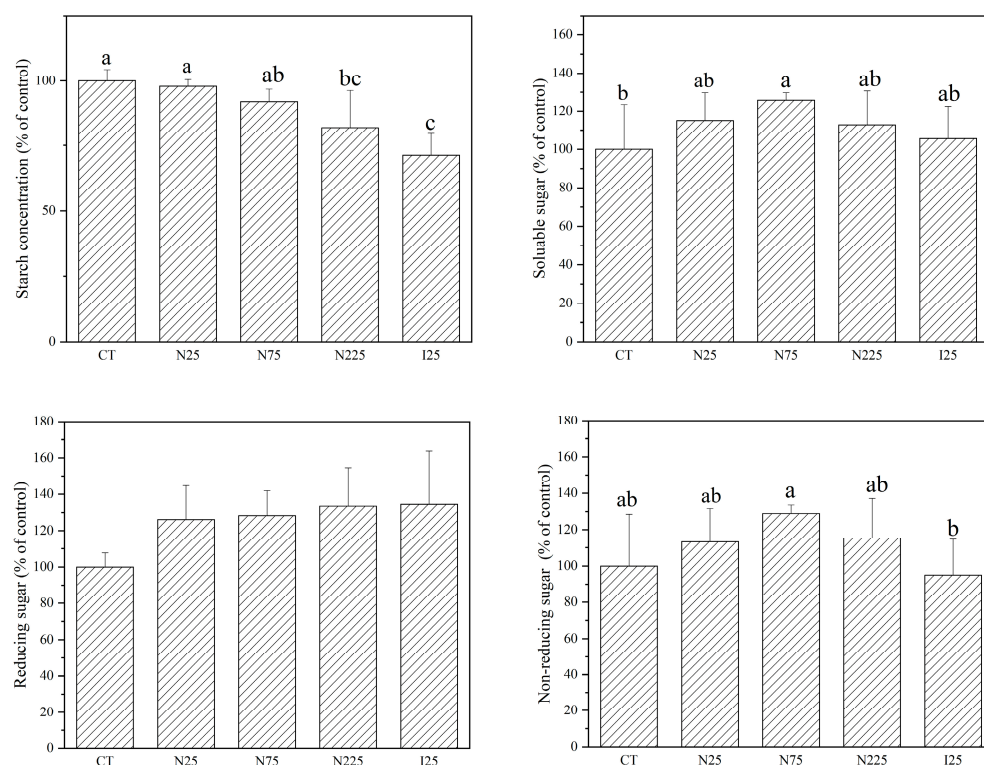 Starch concentration (% of control)
100
50
0
a
a
ab
bc
c
CT N25 N75 N225 I25
Soluable sugar (% of control)
160
140
120
100
80
60
40
20
0
b
ab
a
ab
ab
CT N25 N75 N225 I25
Reducing sugar (% of control)
180
160
140
120
100
80
60
40
20
0
CT N25 N75 N225 I25
Non-reducing sugar (% of control)
180
160
140
120
100
80
60
40
20
0
ab
ab
a
ab
b
CT N25 N75 N225 I25